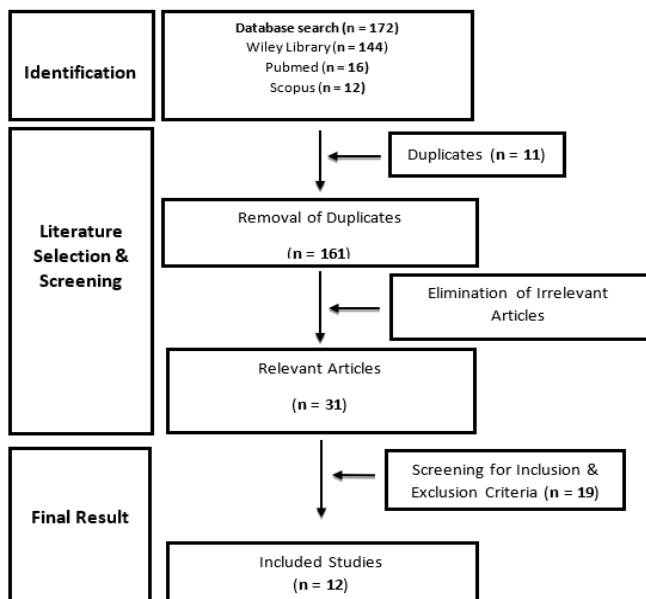 Identification
Database search (n = 172)
Wiley Library (n = 144)
Pubmed (n = 16)
Scopus (n = 12)
Literature
Selection &
Screening
Duplicates (n = 11)
Removal of Duplicates
(n = 161)
Elimination of Irrelevant
Articles
Relevant Articles
(n = 31)
Final Result
Screening for Inclusion &
Exclusion Criteria (n = 19)
Included Studies
(n = 12)